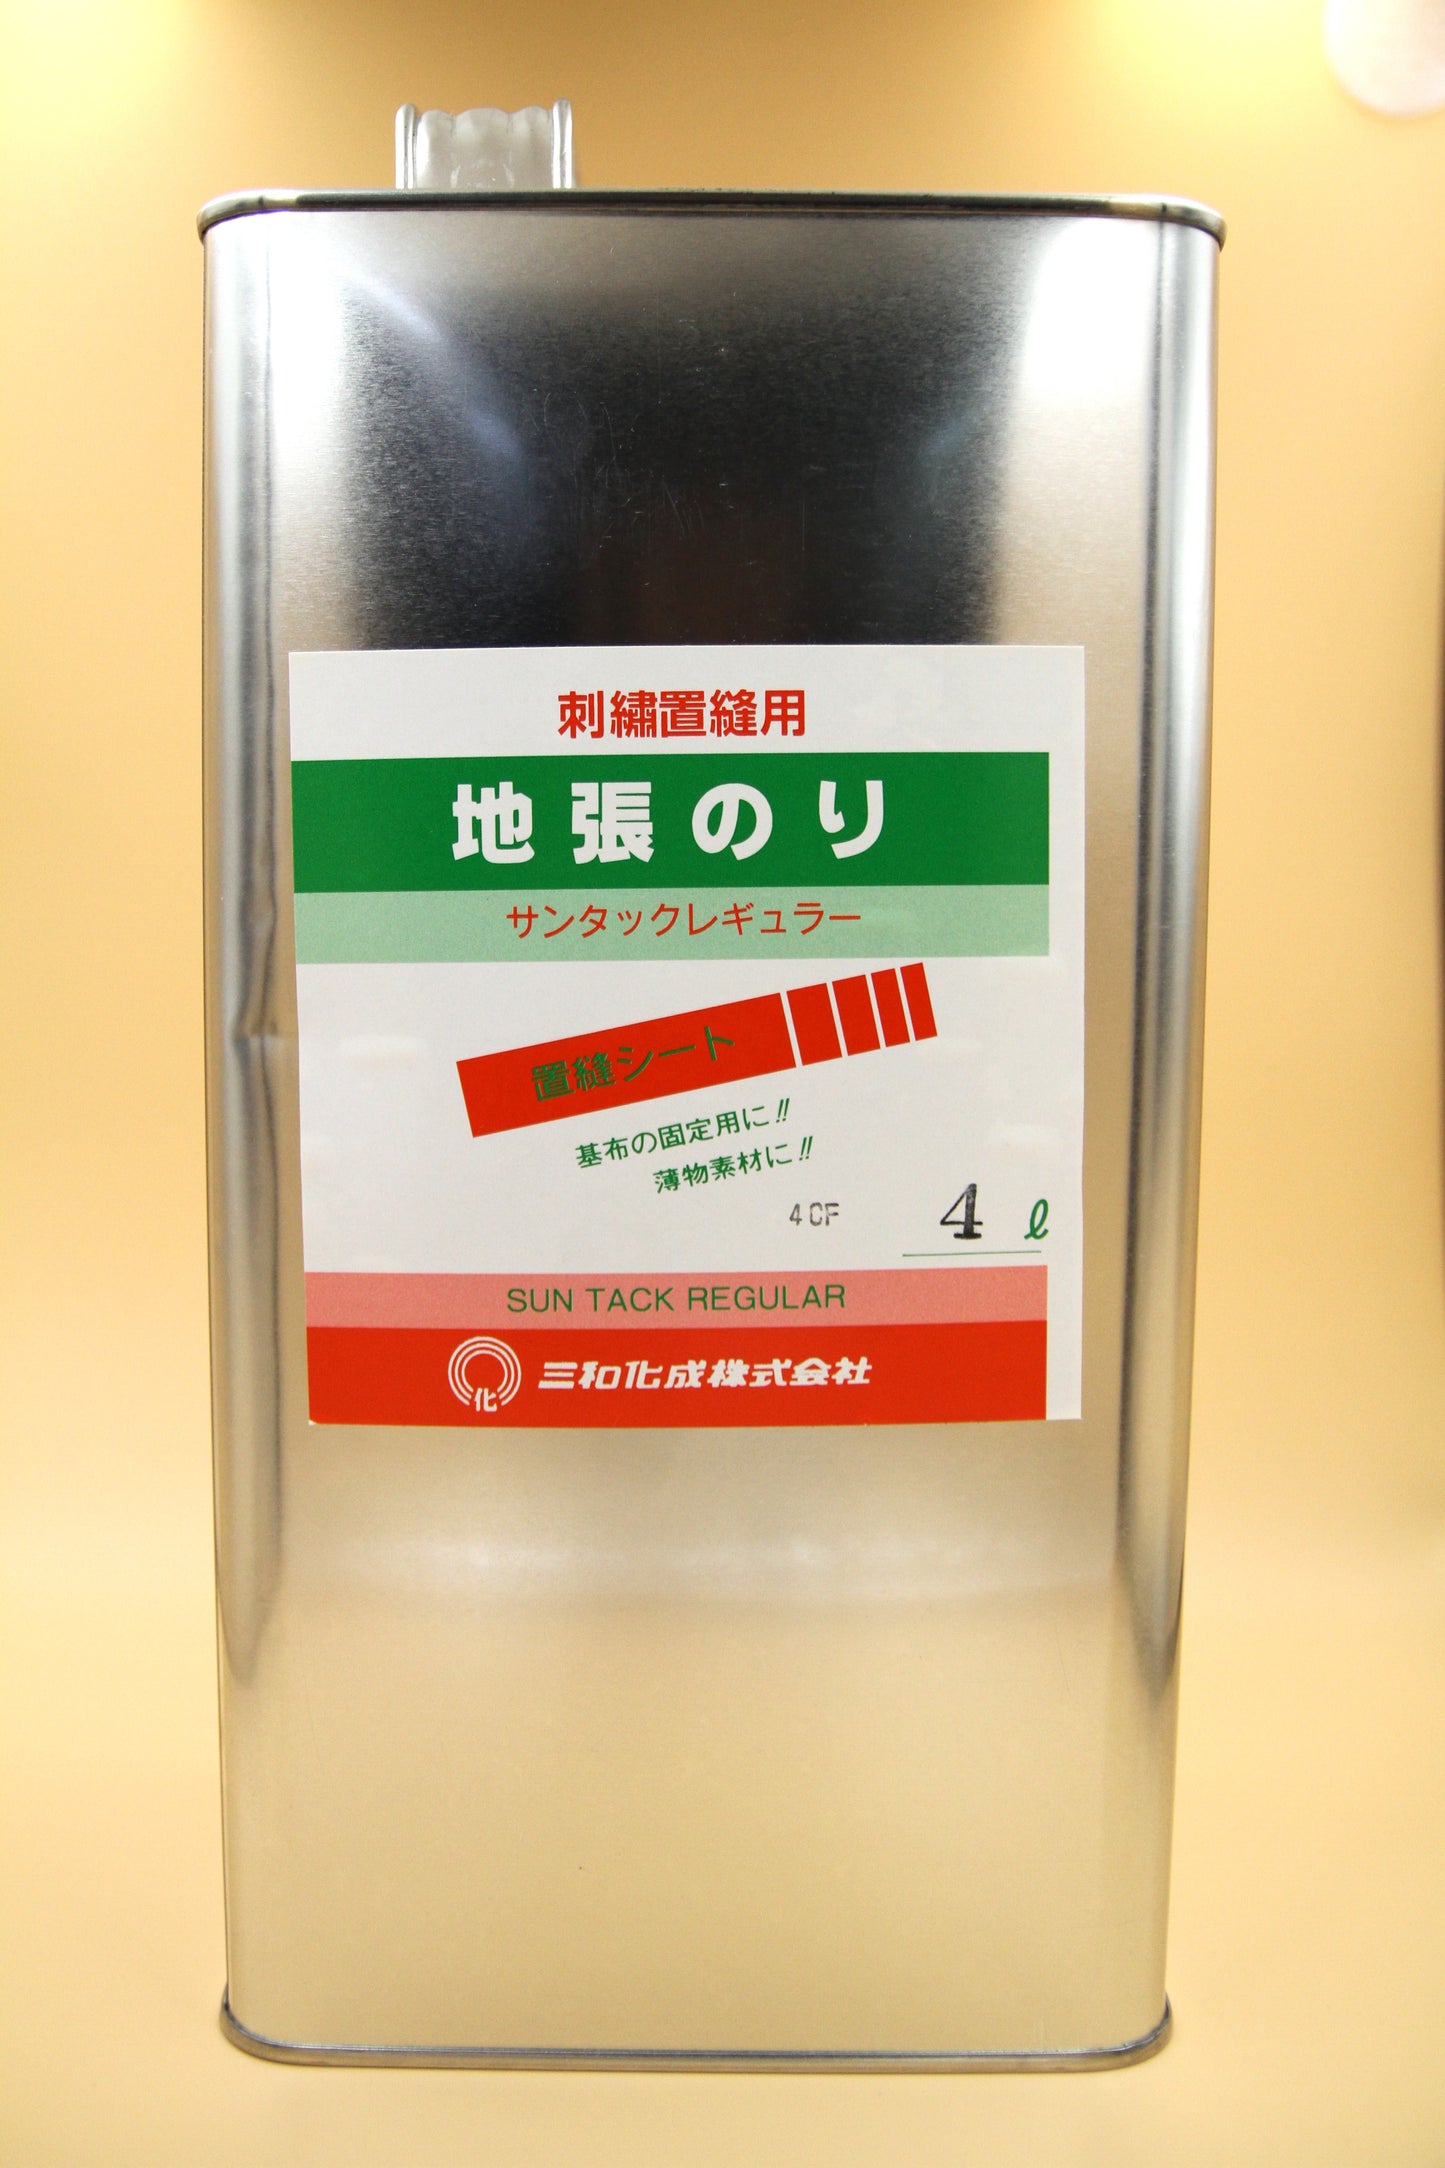 刺繍置縫用
地張のり
サンタックレギュラー
置縫シート
基布の固定用に!!
薄物素材に!!
4CF
4 ℓ
SUN TACK REGULAR
化 三和化成株式会社